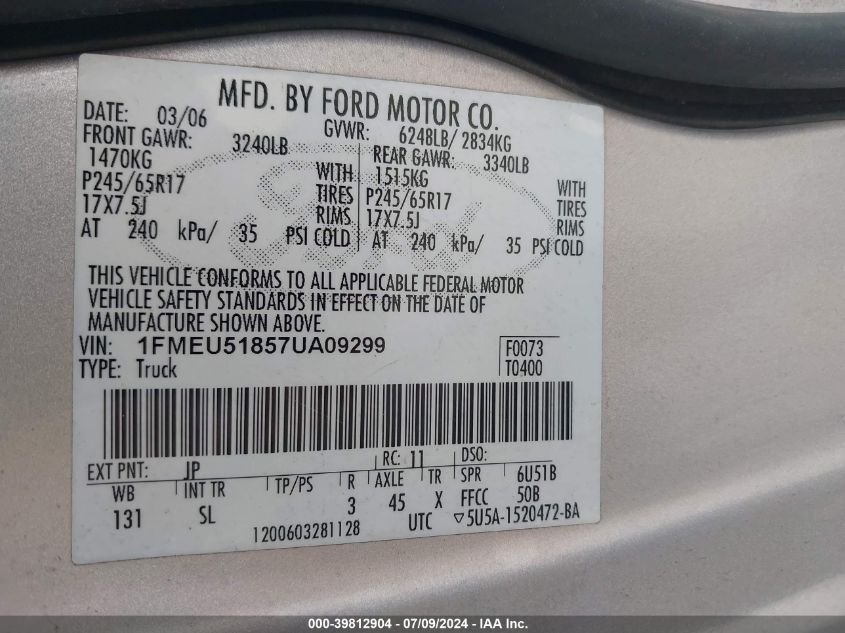 MFD. BY FORD MOTOR CO.
DATE: 03/06 GVWR: 6248LB/ 2834KG
FRONT GAWR: 3240LB REAR GAWR: 3340LB
1470KG WITH 1515KG WITH
P245/65R17 TIRES P245/65R17 TIRES
17X7.5J RIMS 17X7.5J RIMS
AT 240 kPa/ 35 PSI COLD AT 240 kPa/ 35 PSI COLD
Ford
THIS VEHICLE CONFORMS TO ALL APPLICABLE FEDERAL MOTOR
VEHICLE SAFETY STANDARDS IN EFFECT ON THE DATE OF
MANUFACTURE SHOWN ABOVE.
VIN: 1FMEU51857UA09299 F0073
TYPE: Truck T0400
EXT PNT: JP RC: 11 DSO:
WB INT TR TP/PS R AXLE TR SPR 6U51B
131 SL 3 45 X FFCC 50B
1200603281128 UTC ▽5U5A-1520472-BA
000-39812904 - 07/09/2024 - IAA Inc.